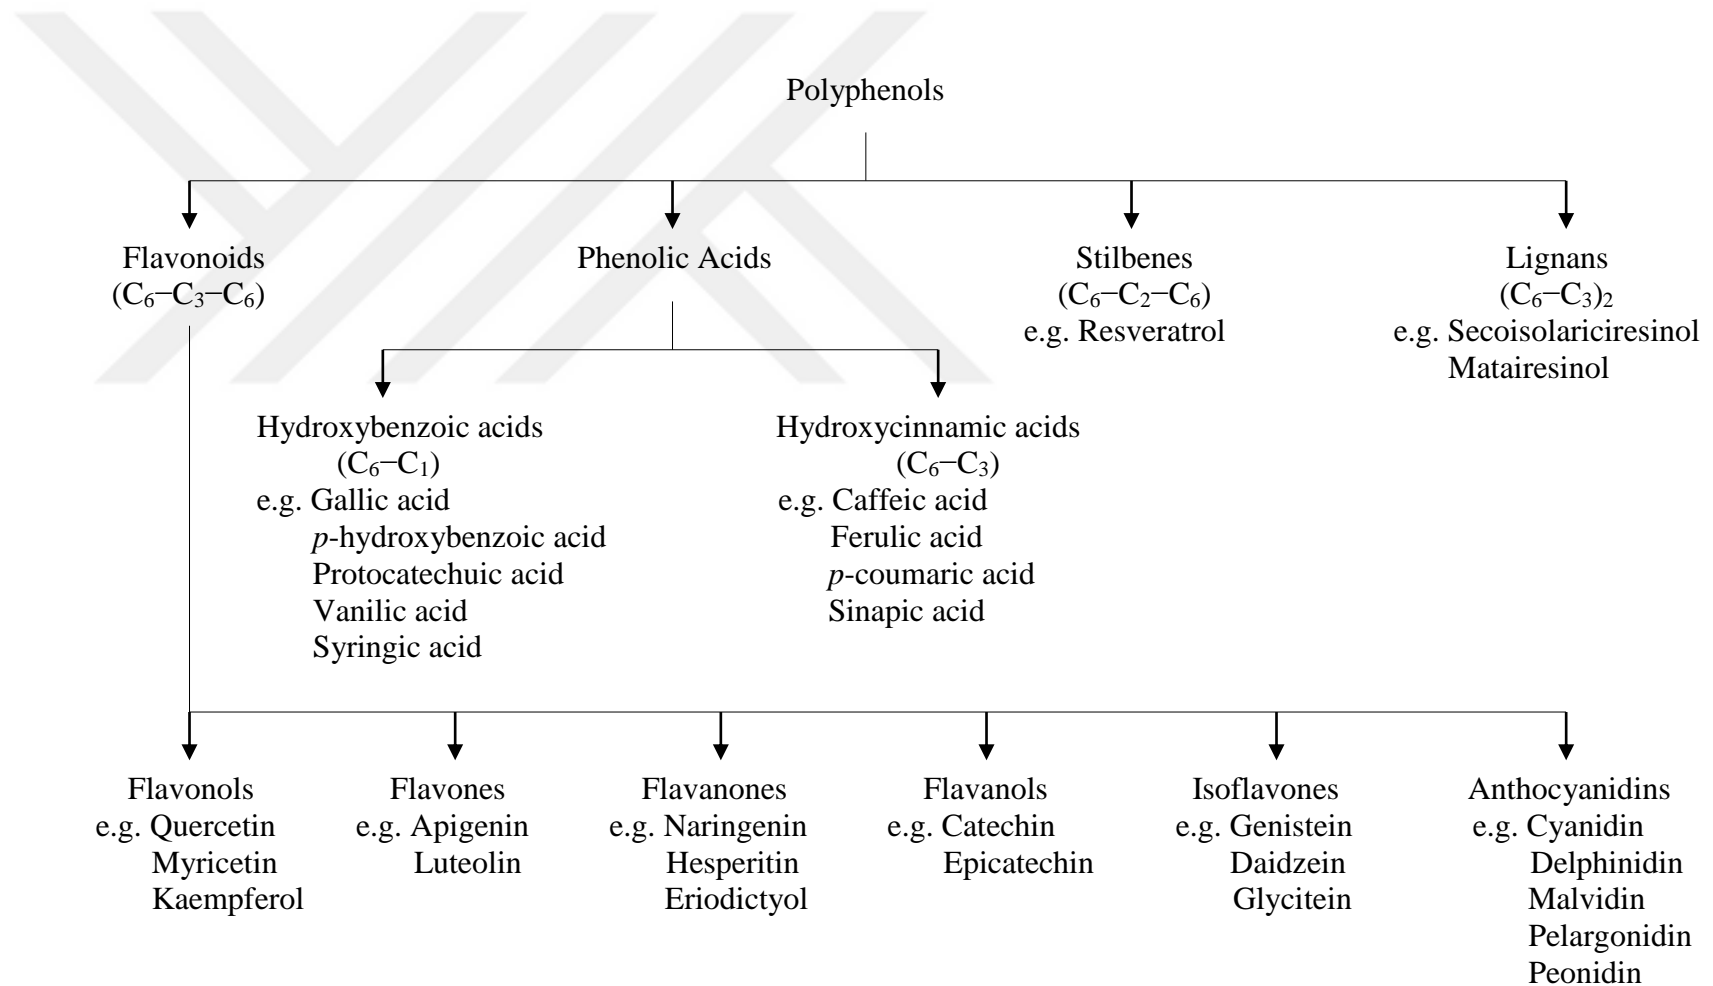 Polyphenols
Flavonoids
(C₆–C₃–C₆)
Phenolic Acids
Stilbenes
(C₆–C₂–C₆)
e.g. Resveratrol
Lignans
(C₆–C₃)₂
e.g. Secoisolariciresinol
Matairesinol
Hydroxybenzoic acids
(C₆–C₁)
e.g. Gallic acid
p-hydroxybenzoic acid
Protocatechuic acid
Vanilic acid
Syringic acid
Hydroxycinnamic acids
(C₆–C₃)
e.g. Caffeic acid
Ferulic acid
p-coumaric acid
Sinapic acid
Flavonols
e.g. Quercetin
Myricetin
Kaempferol
Flavones
e.g. Apigenin
Luteolin
Flavanones
e.g. Naringenin
Hesperitin
Eriodictyol
Flavanols
e.g. Catechin
Epicatechin
Isoflavones
e.g. Genistein
Daidzein
Glycitein
Anthocyanidins
e.g. Cyanidin
Delphinidin
Malvidin
Pelargonidin
Peonidin